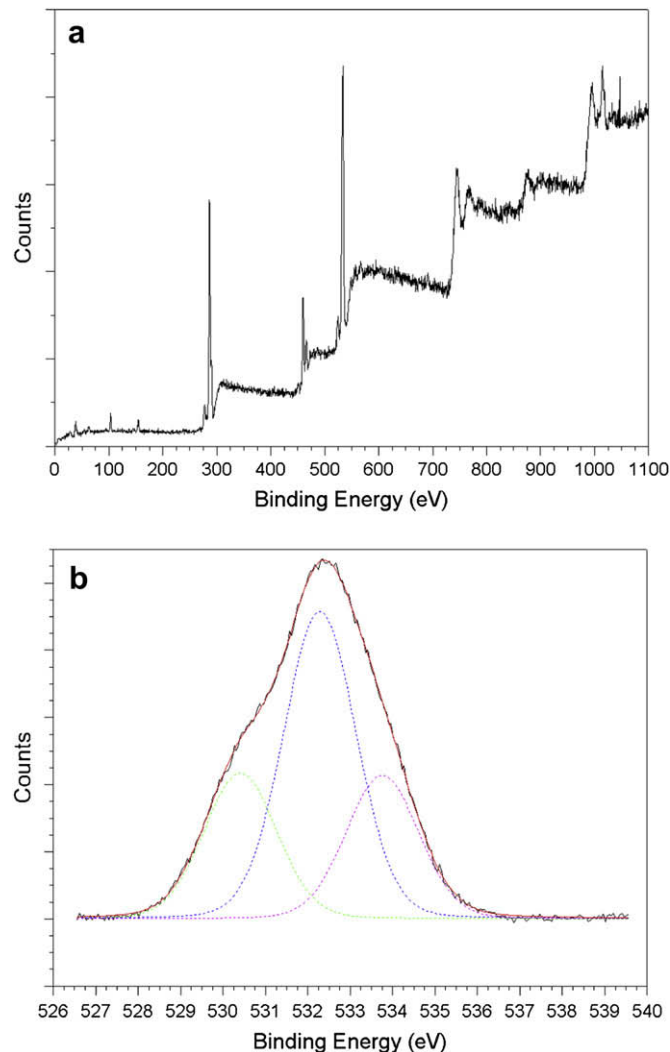 a
Counts
0 100 200 300 400 500 600 700 800 900 1000 1100
Binding Energy (eV)
b
Counts
526 527 528 529 530 531 532 533 534 535 536 537 538 539 540
Binding Energy (eV)